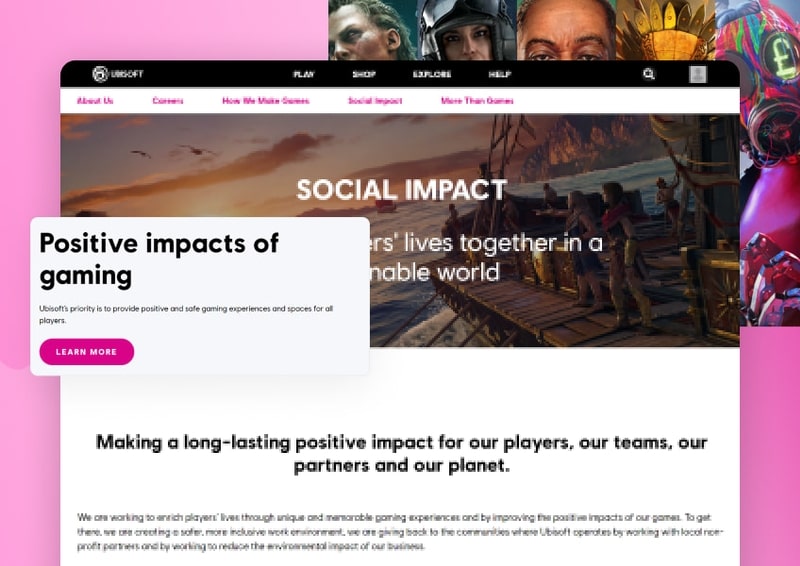 UBISOFT PLAY SHOP EXPLORE HELP
About Us Careers How We Make Games Social Impact More Than Games
SOCIAL IMPACT
ers' lives together in a
nable world
Positive impacts of
gaming
Ubisoft's priority is to provide positive and safe gaming experiences and spaces for all
players.
LEARN MORE
Making a long-lasting positive impact for our players, our teams, our
partners and our planet.
We are working to enrich players' lives through unique and memorable gaming experiences and by improving the positive impacts of our games. To get
there, we are creating a safer, more inclusive work environment, we are giving back to the communities where Ubisoft operates by working with local non-
profit partners and by working to reduce the environmental impact of our business.